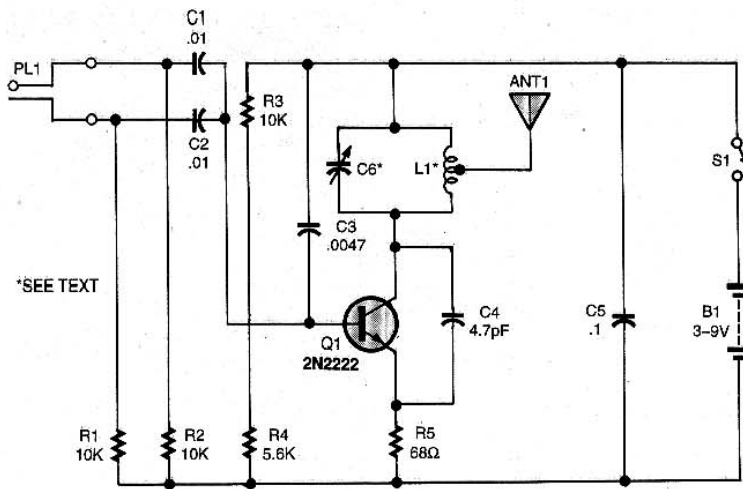 C1
.01
PL1
ANT1
R3
10K
C2
.01
C6*
L1*
S1
C3
.0047
*SEE TEXT
C4
4.7pF
C5
.1
B1
3–9V
Q1
2N2222
R1
10K
R2
10K
R4
5.6K
R5
68Ω